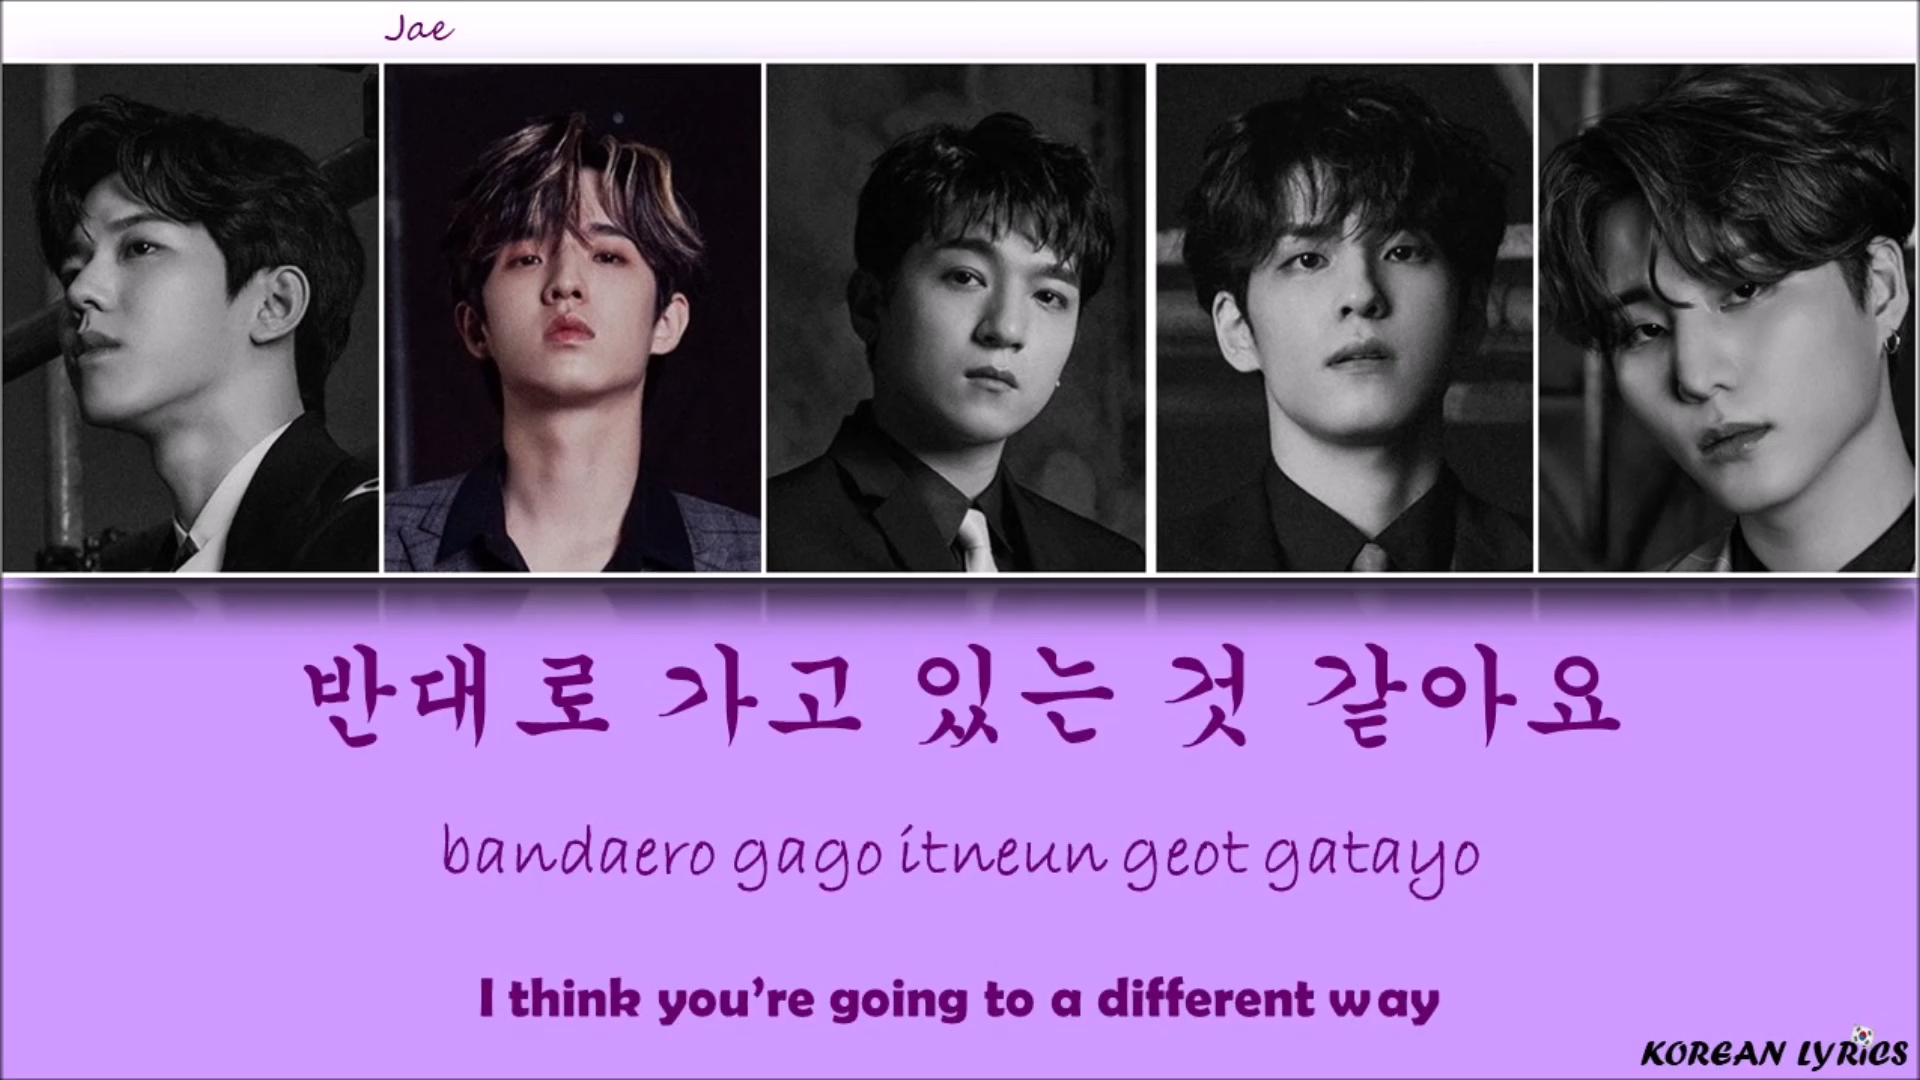 Jae
반대로 가고 있는 것 같아요
bandaero gago itneun geot gatayo
I think you're going to a different way
KOREAN LYRICS